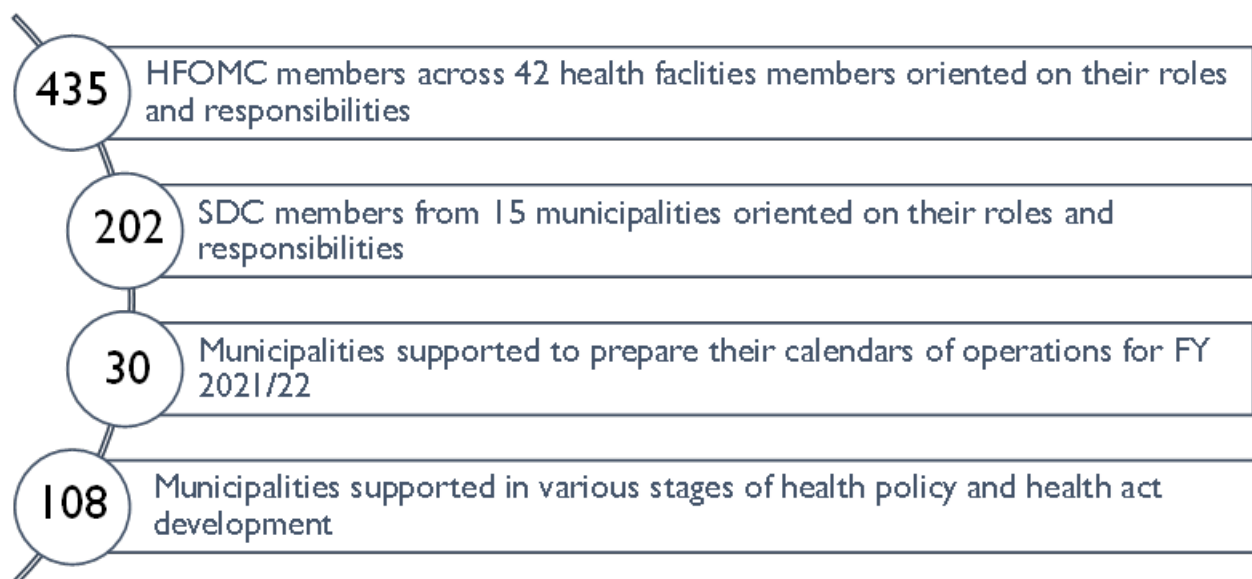 435
HFOMC members across 42 health faclities members oriented on their roles
and responsibilities
202
SDC members from 15 municipalities oriented on their roles and
responsibilities
30
Municipalities supported to prepare their calendars of operations for FY
2021/22
108
Municipalities supported in various stages of health policy and health act
development